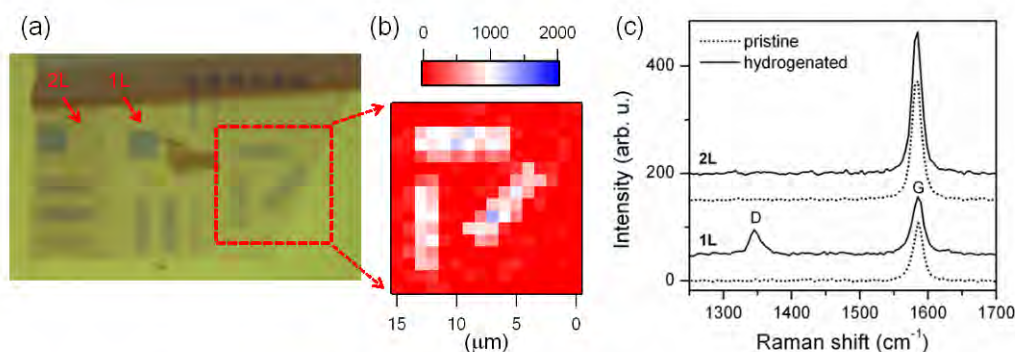 (a)
2L
1L
(b)
0 1000 2000
15 10 5 0
(μm)
(c)
pristine
hydrogenated
400
200
0
Intensity (arb. u.)
2L
G
D
1L
1300 1400 1500 1600 1700
Raman shift (cm⁻¹)